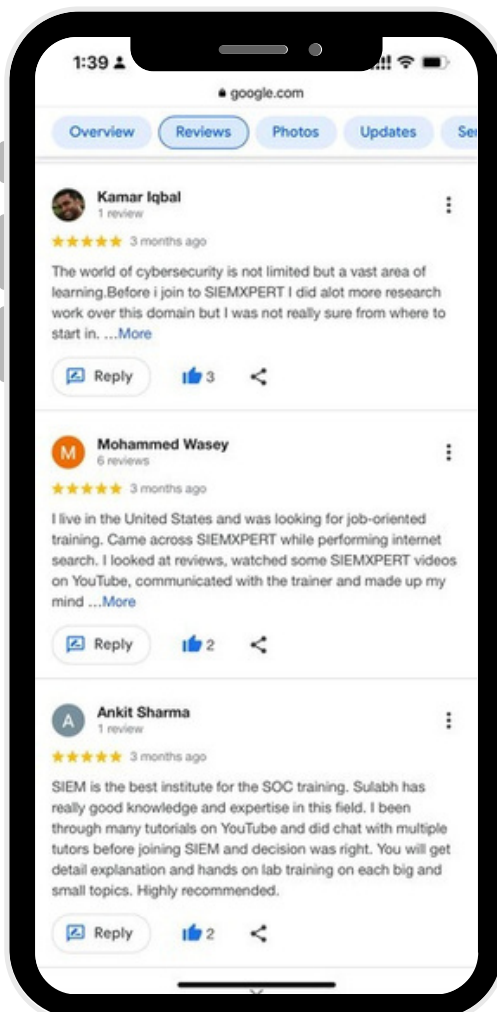 1:39
google.com
Overview Reviews Photos Updates Se
Kamar Iqbal
1 review
3 months ago
The world of cybersecurity is not limited but a vast area of
learning.Before i join to SIEMXPERT I did alot more research
work over this domain but I was not really sure from where to
start in. ...More
Reply 3
M
Mohammed Wasey
6 reviews
3 months ago
I live in the United States and was looking for job-oriented
training. Came across SIEMXPERT while performing internet
search. I looked at reviews, watched some SIEMXPERT videos
on YouTube, communicated with the trainer and made up my
mind ...More
Reply 2
A
Ankit Sharma
1 review
3 months ago
SIEM is the best institute for the SOC training. Sulabh has
really good knowledge and expertise in this field. I been
through many tutorials on YouTube and did chat with multiple
tutors before joining SIEM and decision was right. You will get
detail explanation and hands on lab training on each big and
small topics. Highly recommended.
Reply 2